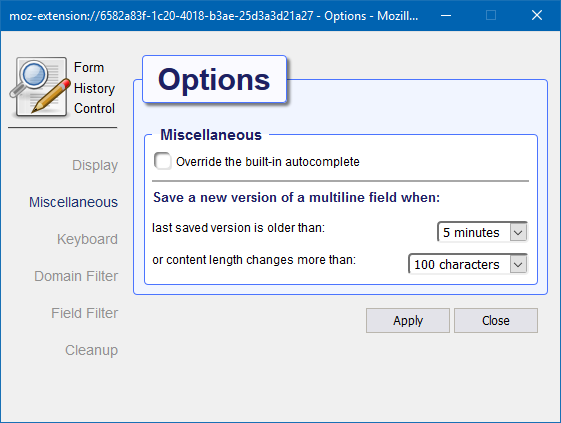 moz-extension://6582a83f-1c20-4018-b3ae-25d3a3d21a27 - Options - Mozill...
Form
History
Control
Display
Miscellaneous
Keyboard
Domain Filter
Field Filter
Cleanup
Options
Miscellaneous
Override the built-in autocomplete
Save a new version of a multiline field when:
last saved version is older than: 5 minutes
or content length changes more than: 100 characters
Apply Close